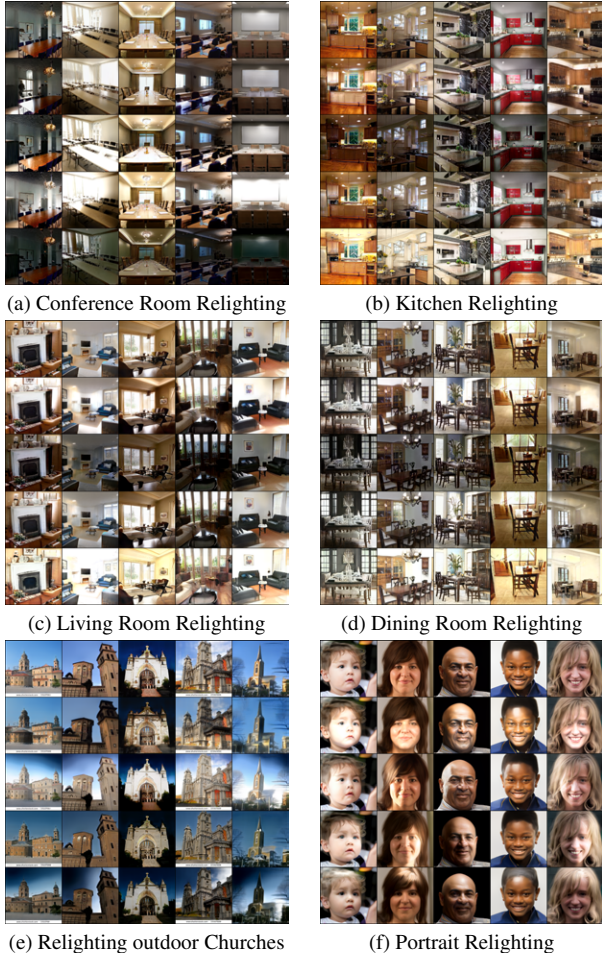 (a) Conference Room Relighting
(b) Kitchen Relighting
(c) Living Room Relighting
(d) Dining Room Relighting
(e) Relighting outdoor Churches
(f) Portrait Relighting